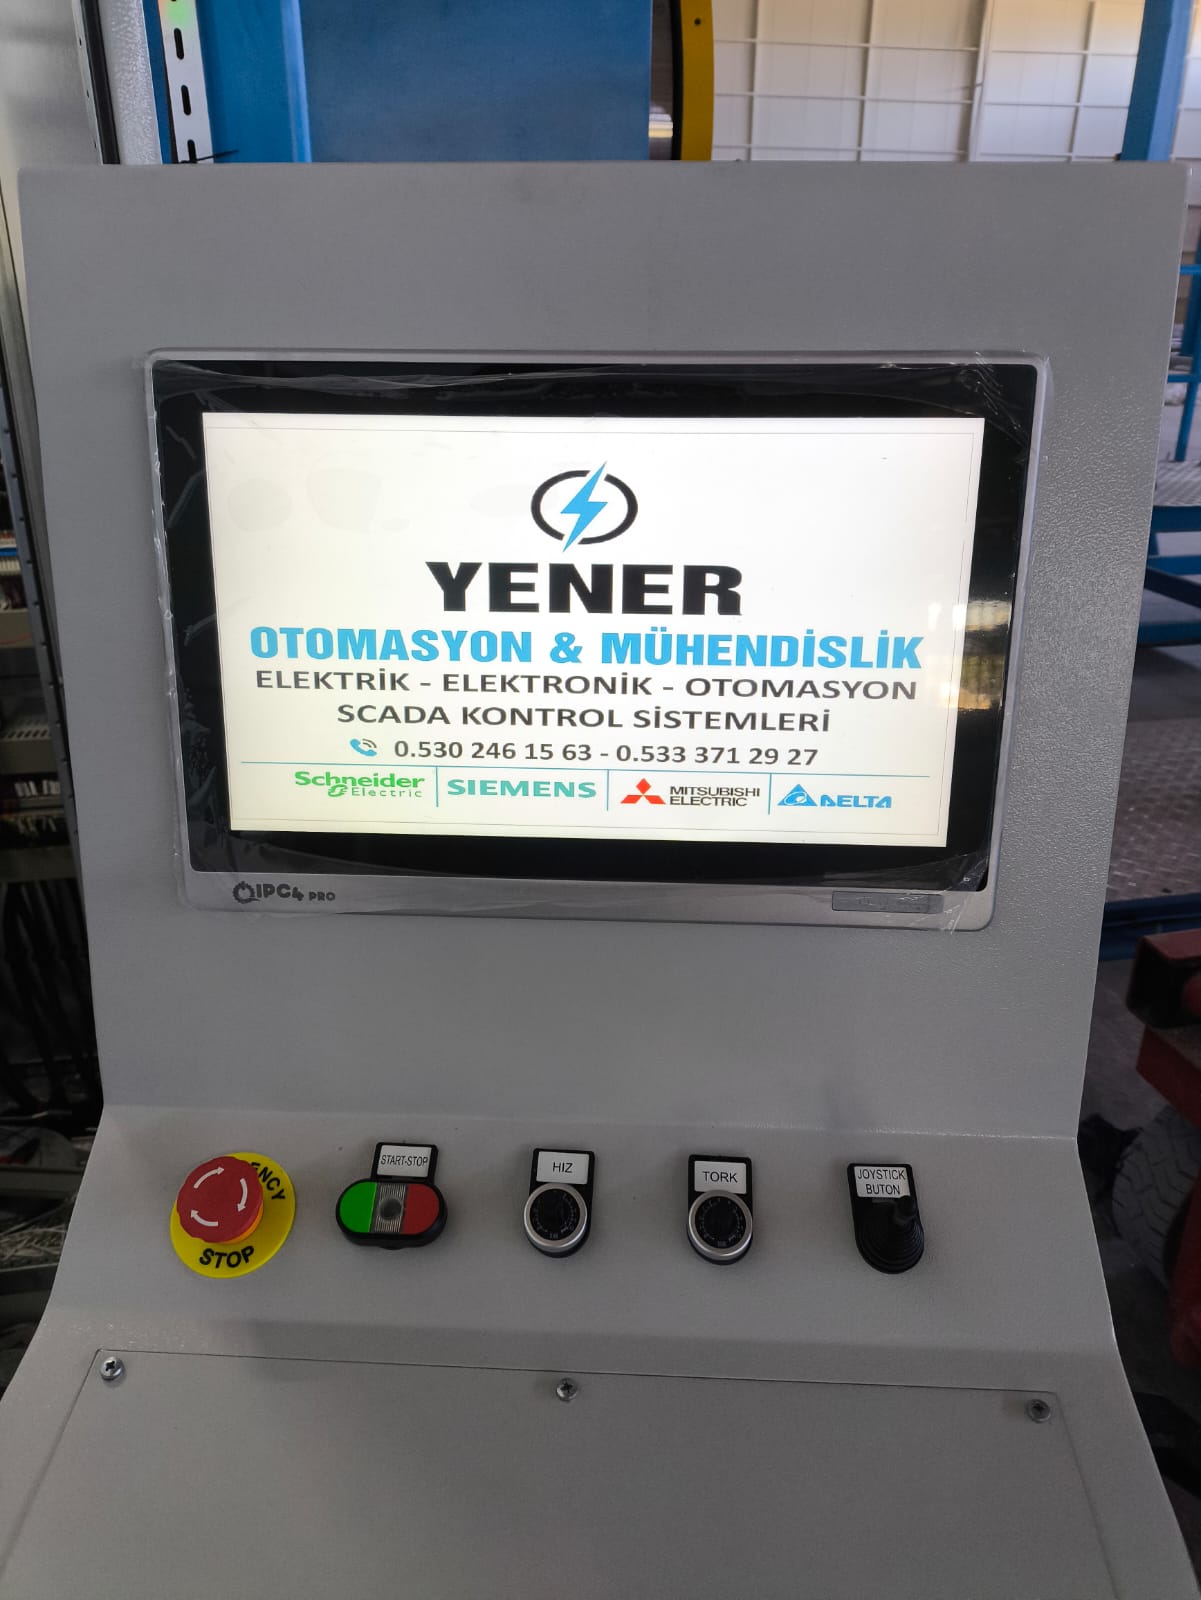 YENER
OTOMASYON & MÜHENDİSLİK
ELEKTRİK - ELEKTRONİK - OTOMASYON
SCADA KONTROL SİSTEMLERİ
0.530 246 15 63 - 0.533 371 29 27
Schneider Electric SIEMENS MITSUBISHI ELECTRIC DELTA
IPC4 PRO
STOP
START-STOP
HIZ
TORK
JOYSTICK
BUTON